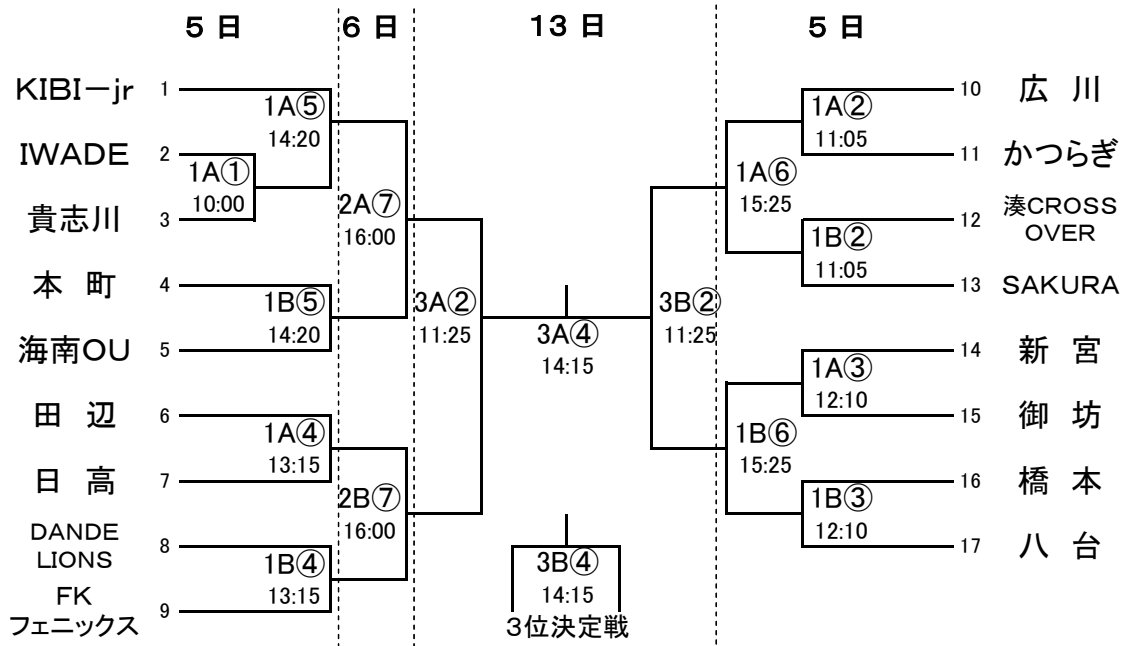 5 日
6 日
13 日
5 日
KIBI－jr
1
1A⑤
14:20
IWADE
2
1A①
10:00
貴志川
3
2A⑦
16:00
本 町
4
1B⑤
14:20
海南OU
5
3A②
11:25
田 辺
6
1A④
13:15
日 高
7
2B⑦
16:00
DANDE
LIONS
8
1B④
13:15
FK
フェニックス
9
3A④
14:15
3B④
14:15
3位決定戦
3B②
11:25
10
広 川
1A②
11:05
11
かつらぎ
1A⑥
15:25
12
湊CROSS
OVER
1B②
11:05
13
SAKURA
14
新 宮
1A③
12:10
15
御 坊
1B⑥
15:25
16
橋 本
1B③
12:10
17
八 台